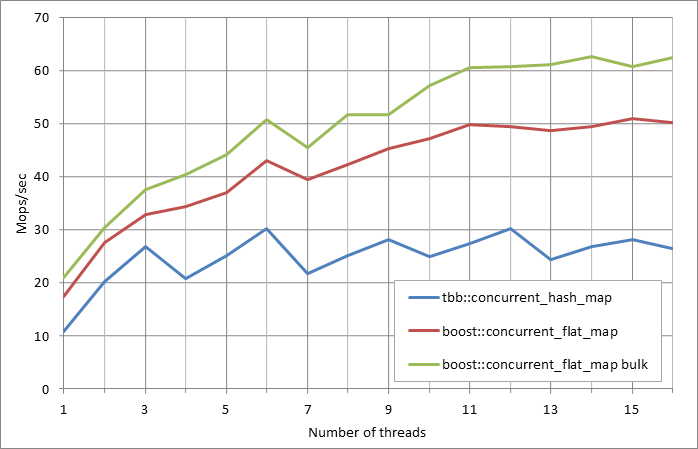 70
60
50
40
30
20
10
0
Mops/sec
tbb::concurrent_hash_map
boost::concurrent_flat_map
boost::concurrent_flat_map bulk
1 3 5 7 9 11 13 15
Number of threads